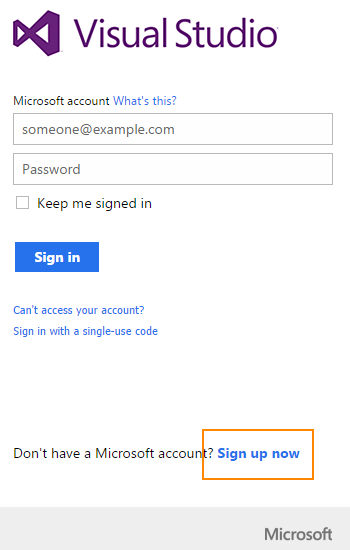 Visual Studio
Microsoft account What's this?
someone@example.com
Password
Keep me signed in
Sign in
Can't access your account?
Sign in with a single-use code
Don't have a Microsoft account? Sign up now
Microsoft